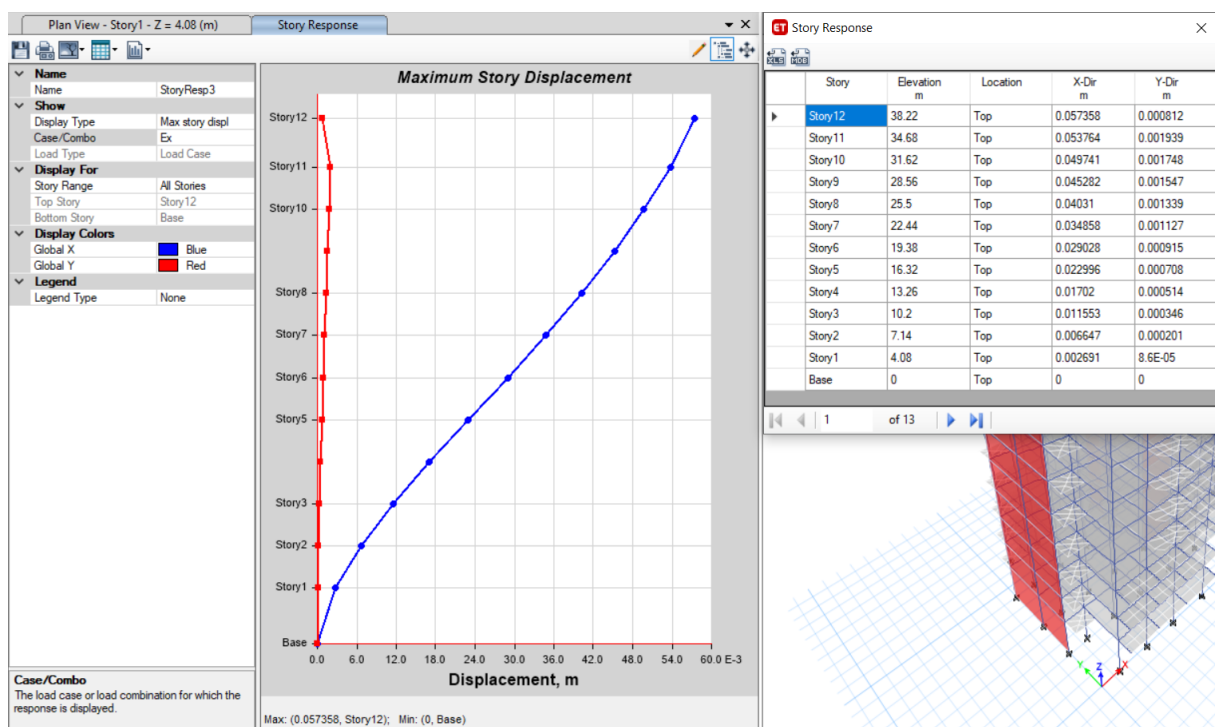 Plan View - Story1 - Z = 4.08 (m)
Story Response
Name
Name StoryResp3
Show
Display Type Max story displ
Case/Combo Ex
Load Type Load Case
Display For
Story Range All Stories
Top Story Story12
Bottom Story Base
Display Colors
Global X Blue
Global Y Red
Legend
Legend Type None
Case/Combo
The load case or load combination for which the
response is displayed.
Maximum Story Displacement
Story12
Story11
Story10
Story8
Story7
Story6
Story5
Story3
Story2
Story1
Base
0.0 6.0 12.0 18.0 24.0 30.0 36.0 42.0 48.0 54.0 60.0 E-3
Displacement, m
Max: (0.057358, Story12); Min: (0, Base)
ET Story Response
XLS MDB
Story Elevation Location X-Dir Y-Dir
m m m
Story12 38.22 Top 0.057358 0.000812
Story11 34.68 Top 0.053764 0.001939
Story10 31.62 Top 0.049741 0.001748
Story9 28.56 Top 0.045282 0.001547
Story8 25.5 Top 0.04031 0.001339
Story7 22.44 Top 0.034858 0.001127
Story6 19.38 Top 0.029028 0.000915
Story5 16.32 Top 0.022996 0.000708
Story4 13.26 Top 0.01702 0.000514
Story3 10.2 Top 0.011553 0.000346
Story2 7.14 Top 0.006647 0.000201
Story1 4.08 Top 0.002691 8.6E-05
Base 0 Top 0 0
1 of 13
Y Z X